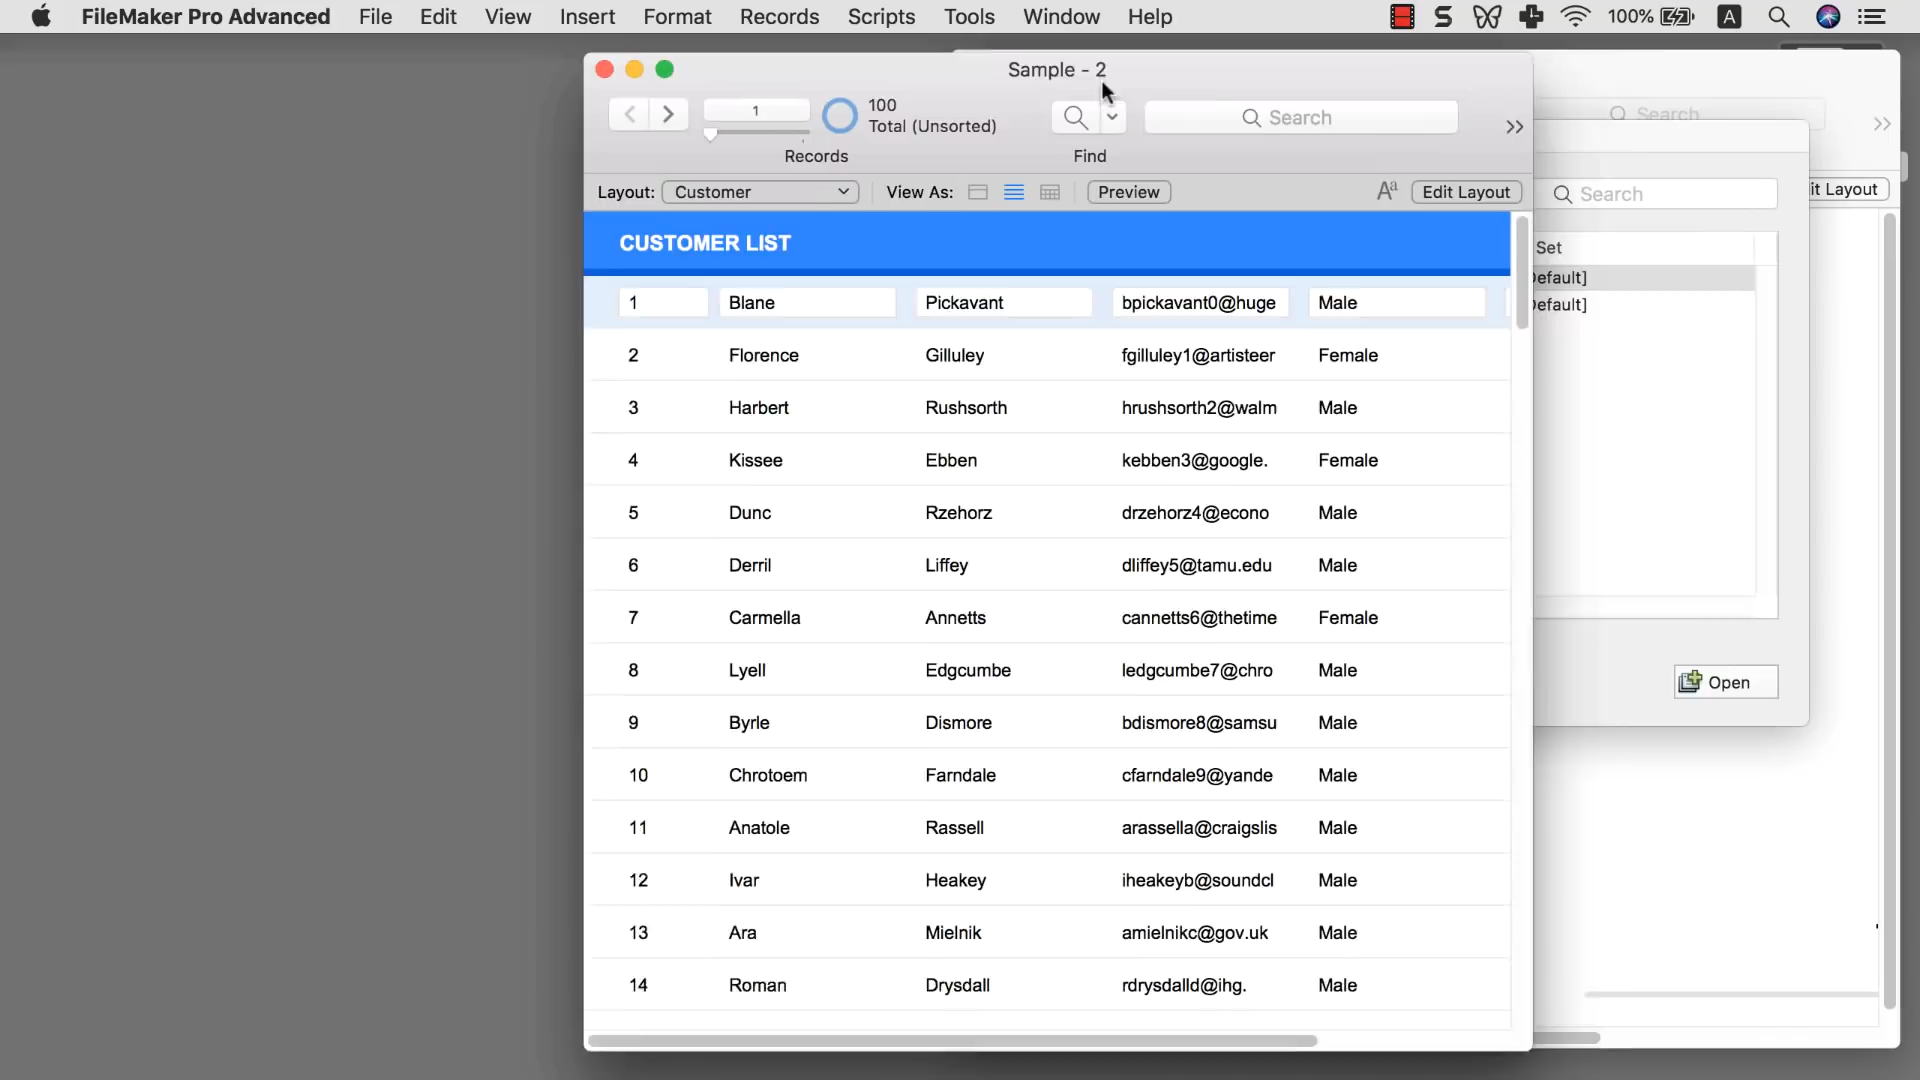 FileMaker Pro Advanced File Edit View Insert Format Records Scripts Tools Window Help 100% A
Sample - 2
1
100
Total (Unsorted)
Search
Records
Find
Layout: Customer View As: Preview Aa Edit Layout
CUSTOMER LIST
1 Blane Pickavant bpickavant0@huge Male
2 Florence Gilluley fgilluley1@artisteer Female
3 Harbert Rushsorth hrushsorth2@walm Male
4 Kissee Ebben kebben3@google. Female
5 Dunc Rzehorz drzehorz4@econo Male
6 Derril Liffey dliffey5@tamu.edu Male
7 Carmella Annetts cannetts6@thetime Female
8 Lyell Edgcumbe ledgcumbe7@chro Male
9 Byrle Dismore bdismore8@samsu Male
10 Chrotoem Farndale cfarndale9@yande Male
11 Anatole Rassell arassella@craigslis Male
12 Ivar Heakey iheakeyb@soundcl Male
13 Ara Mielnik amielnikc@gov.uk Male
14 Roman Drysdall rdrysdalld@ihg. Male
Search
Search
it Layout
Set
Default]
Default]
Open